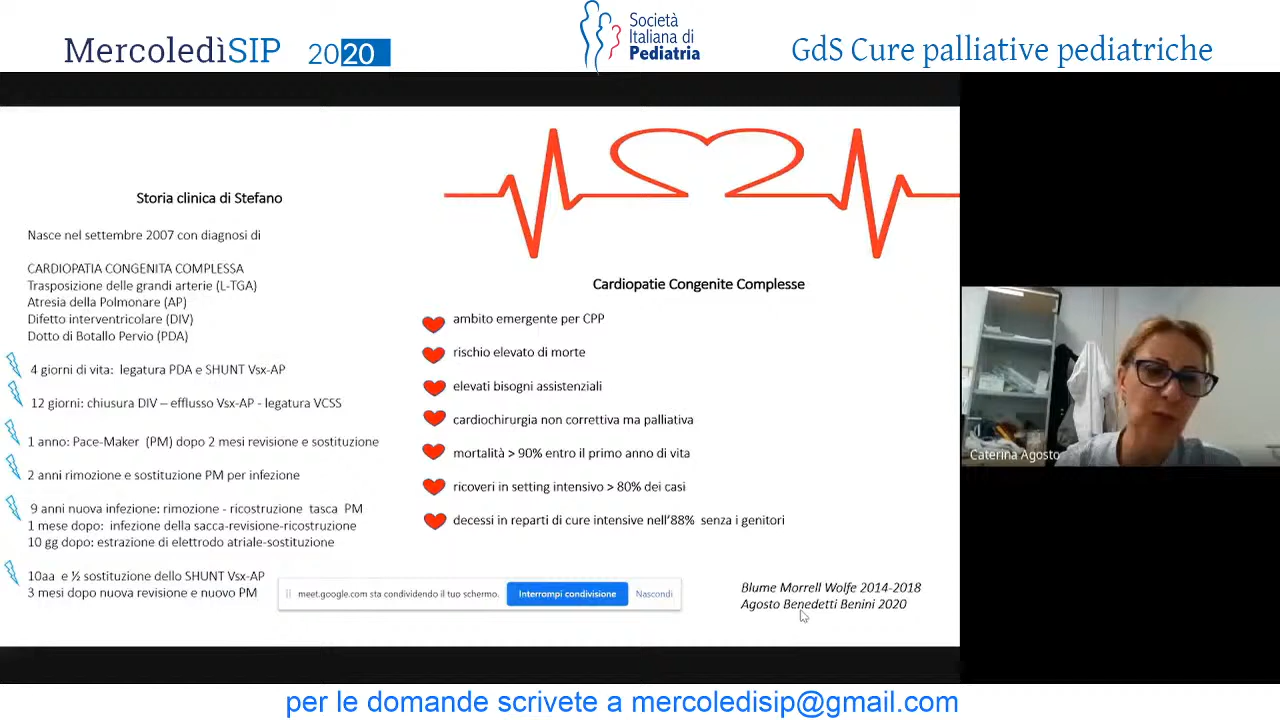 MercoledìSIP 2020
Società
Italiana di
Pediatria
GdS Cure palliative pediatriche
Storia clinica di Stefano
Nasce nel settembre 2007 con diagnosi di
CARDIOPATIA CONGENITA COMPLESSA
Trasposizione delle grandi arterie (L-TGA)
Atresia della Polmonare (AP)
Difetto interventricolare (DIV)
Dotto di Botallo Pervio (PDA)
4 giorni di vita: legatura PDA e SHUNT Vsx-AP
12 giorni: chiusura DIV – efflusso Vsx-AP - legatura VCSS
1 anno: Pace-Maker (PM) dopo 2 mesi revisione e sostituzione
2 anni rimozione e sostituzione PM per infezione
9 anni nuova infezione: rimozione - ricostruzione tasca PM
1 mese dopo: infezione della sacca-revisione-ricostruzione
10 gg dopo: estrazione di elettrodo atriale-sostituzione
10aa e ½ sostituzione dello SHUNT Vsx-AP
3 mesi dopo nuova revisione e nuovo PM
Cardiopatie Congenite Complesse
ambito emergente per CPP
rischio elevato di morte
elevati bisogni assistenziali
cardiochirurgia non correttiva ma palliativa
mortalità > 90% entro il primo anno di vita
ricoveri in setting intensivo > 80% dei casi
decessi in reparti di cure intensive nell'88% senza i genitori
meet.google.com sta condividendo il tuo schermo. Interrompi condivisione Nascondi
Blume Morrell Wolfe 2014-2018
Agosto Benedetti Benini 2020
Caterina Agosto
per le domande scrivete a mercoledisip@gmail.com